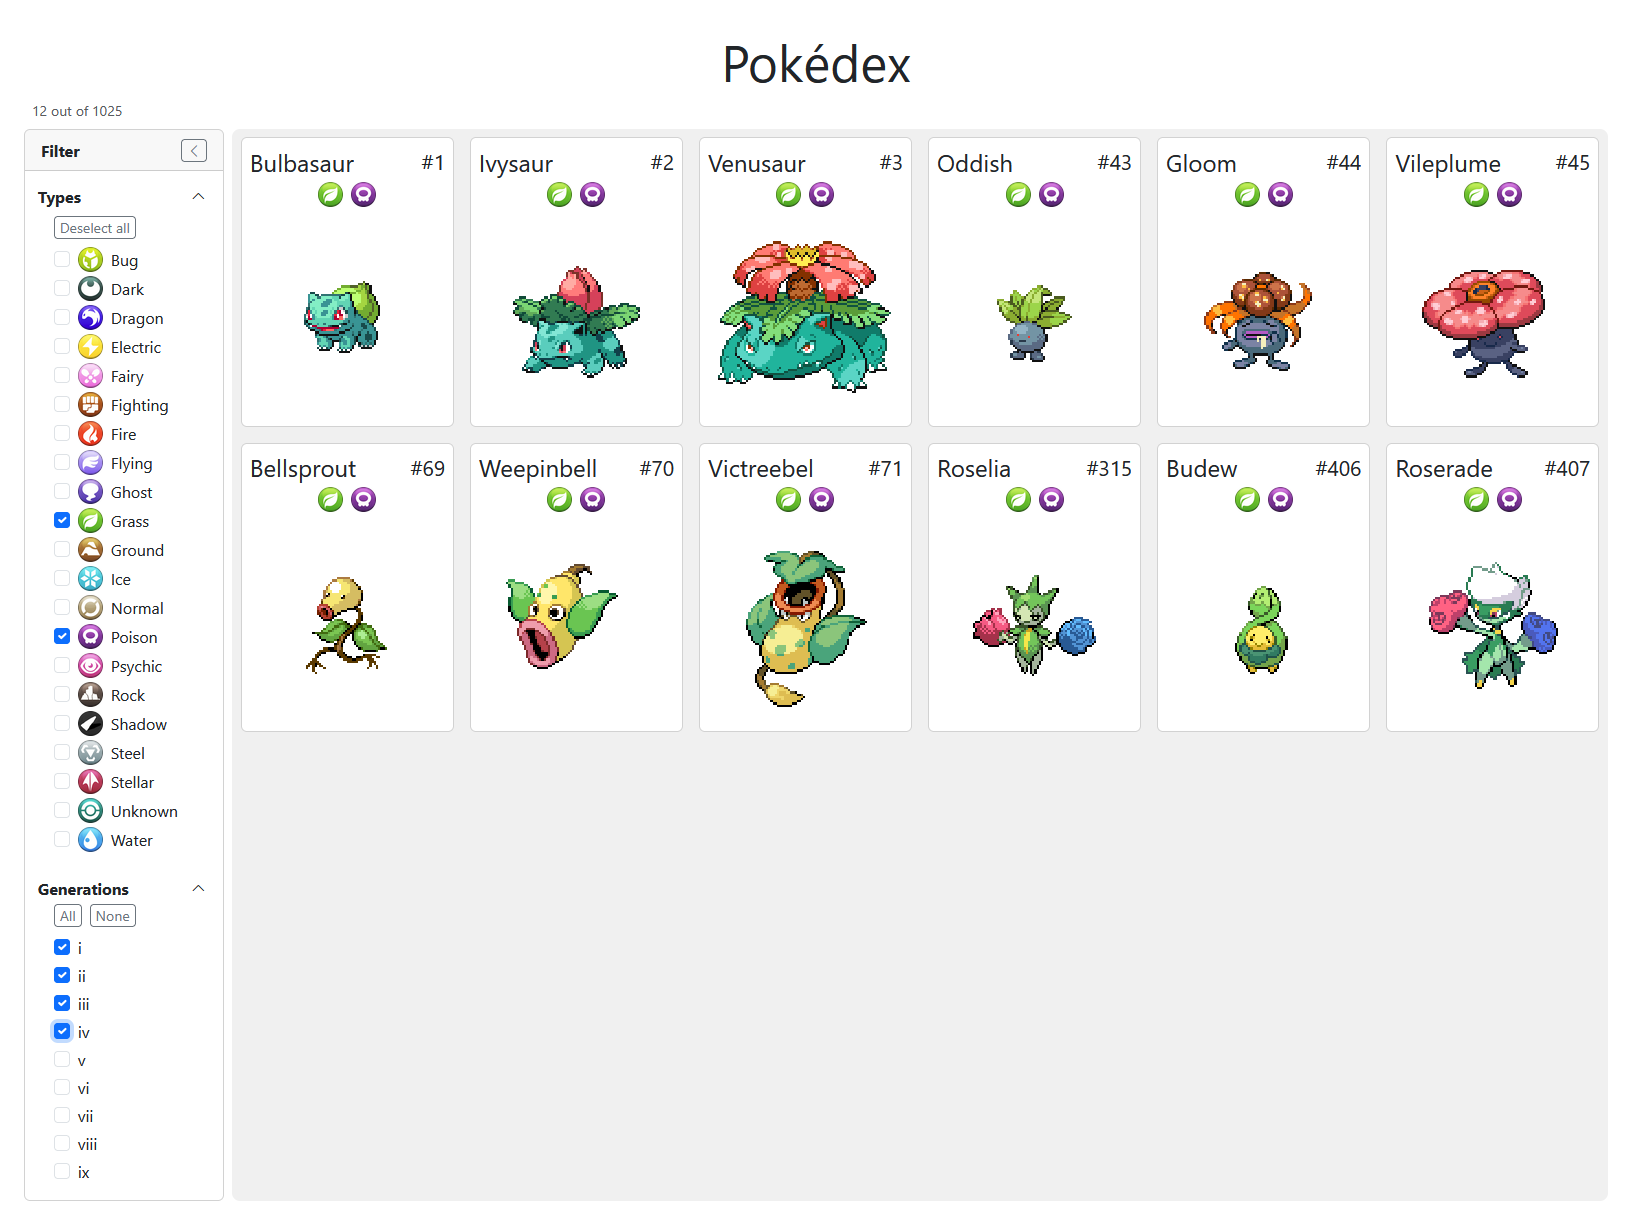 Pokédex
12 out of 1025
Filter
Types
Deselect all
Bug
Dark
Dragon
Electric
Fairy
Fighting
Fire
Flying
Ghost
Grass
Ground
Ice
Normal
Poison
Psychic
Rock
Shadow
Steel
Stellar
Unknown
Water
Generations
All None
i
ii
iii
iv
v
vi
vii
viii
ix
Bulbasaur #1
Ivysaur #2
Venusaur #3
Oddish #43
Gloom #44
Vileplume #45
Bellsprout #69
Weepinbell #70
Victreebel #71
Roselia #315
Budew #406
Roserade #407